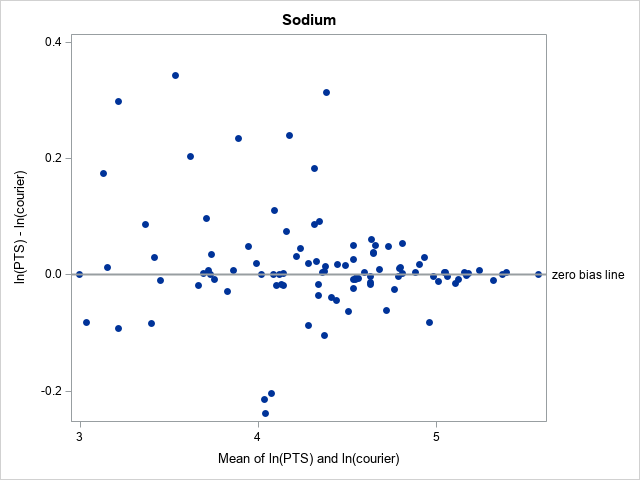 Sodium
0.4
0.2
0.0
-0.2
ln(PTS) - ln(courier)
zero bias line
3
4
5
Mean of ln(PTS) and ln(courier)